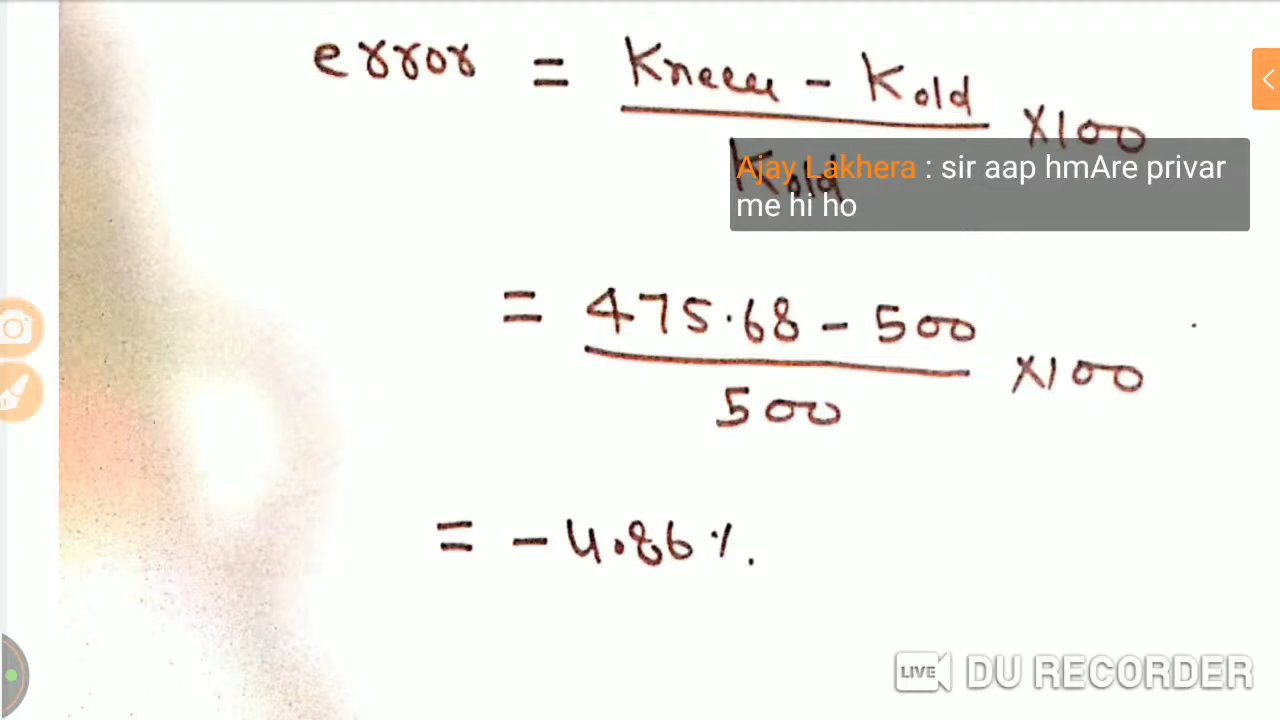 error = Knew - Kold
Kold
×100
Ajay Lakhera : sir aap hmAre privar
me hi ho
= 475.68 - 500
500
×100
= -4.86%.
LIVE DU RECORDER